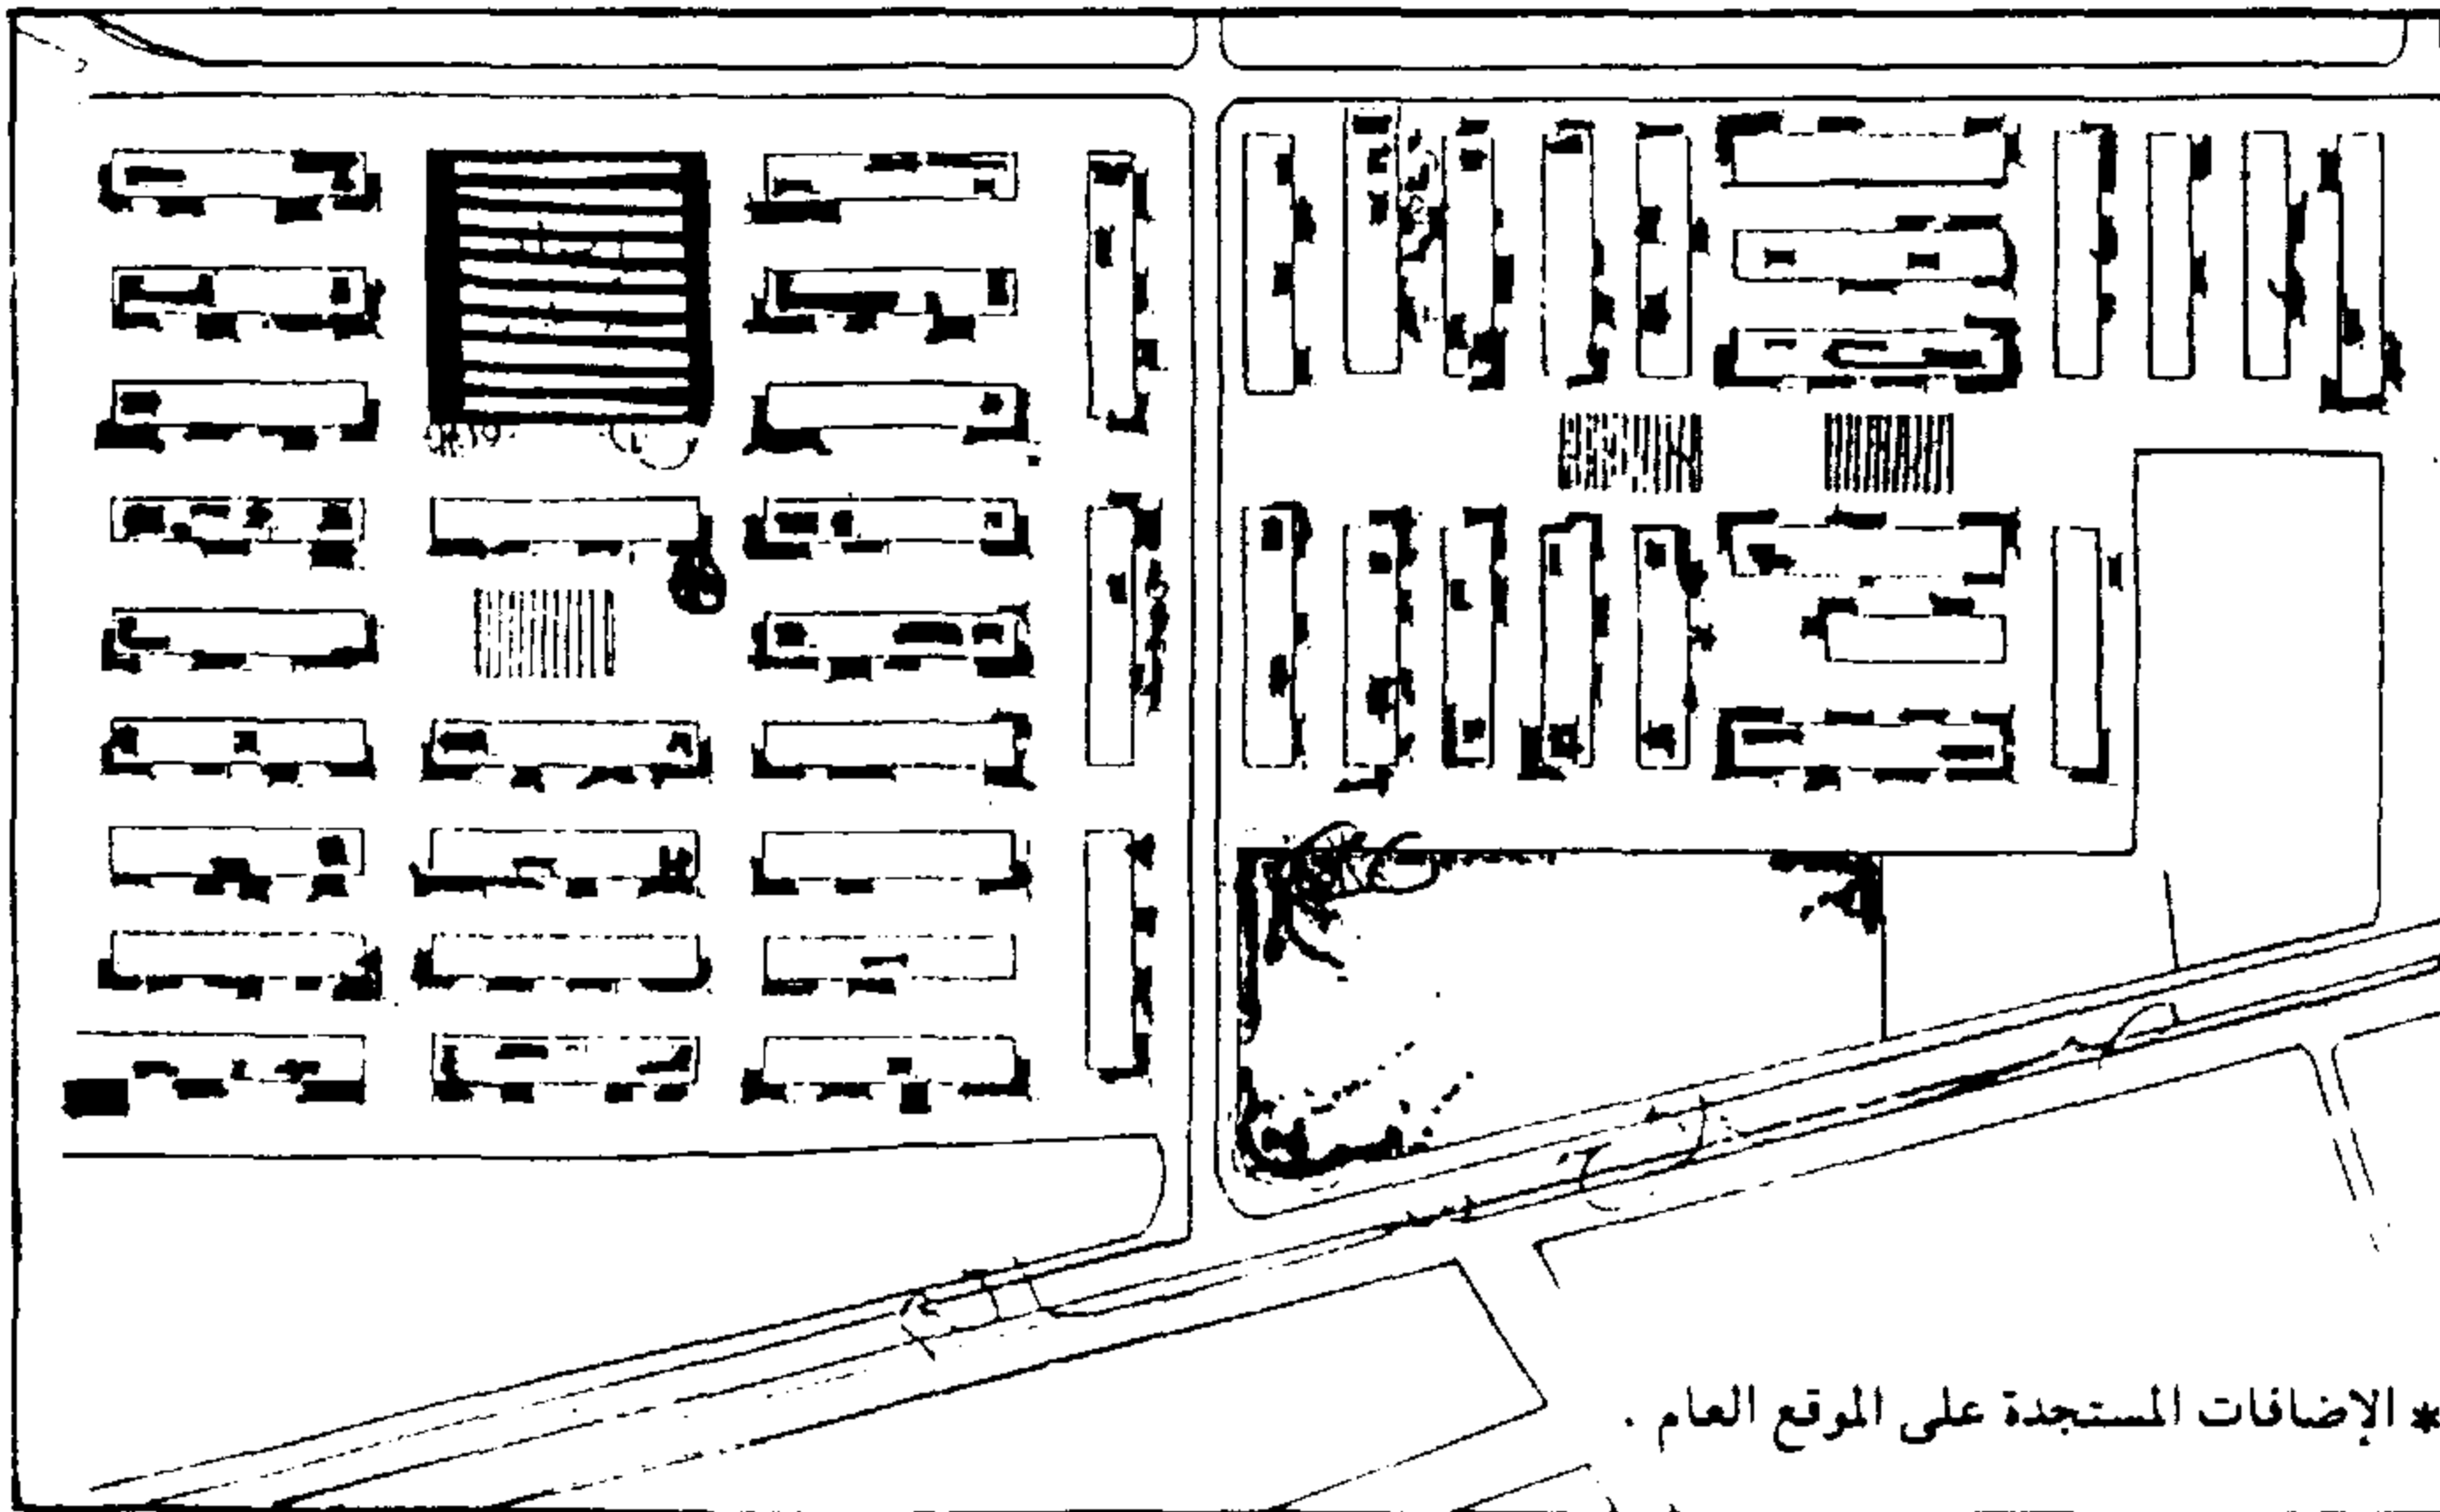 * الإضافات المستجدة على الموقع العام .